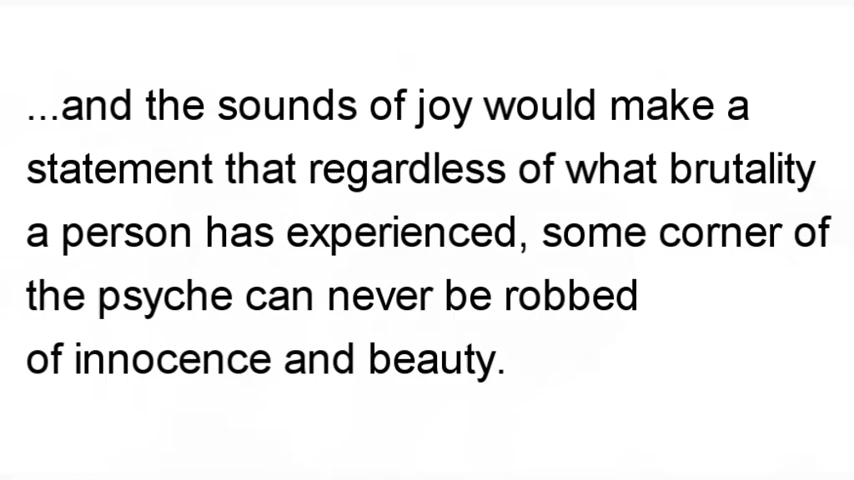 ...and the sounds of joy would make a
statement that regardless of what brutality
a person has experienced, some corner of
the psyche can never be robbed
of innocence and beauty.